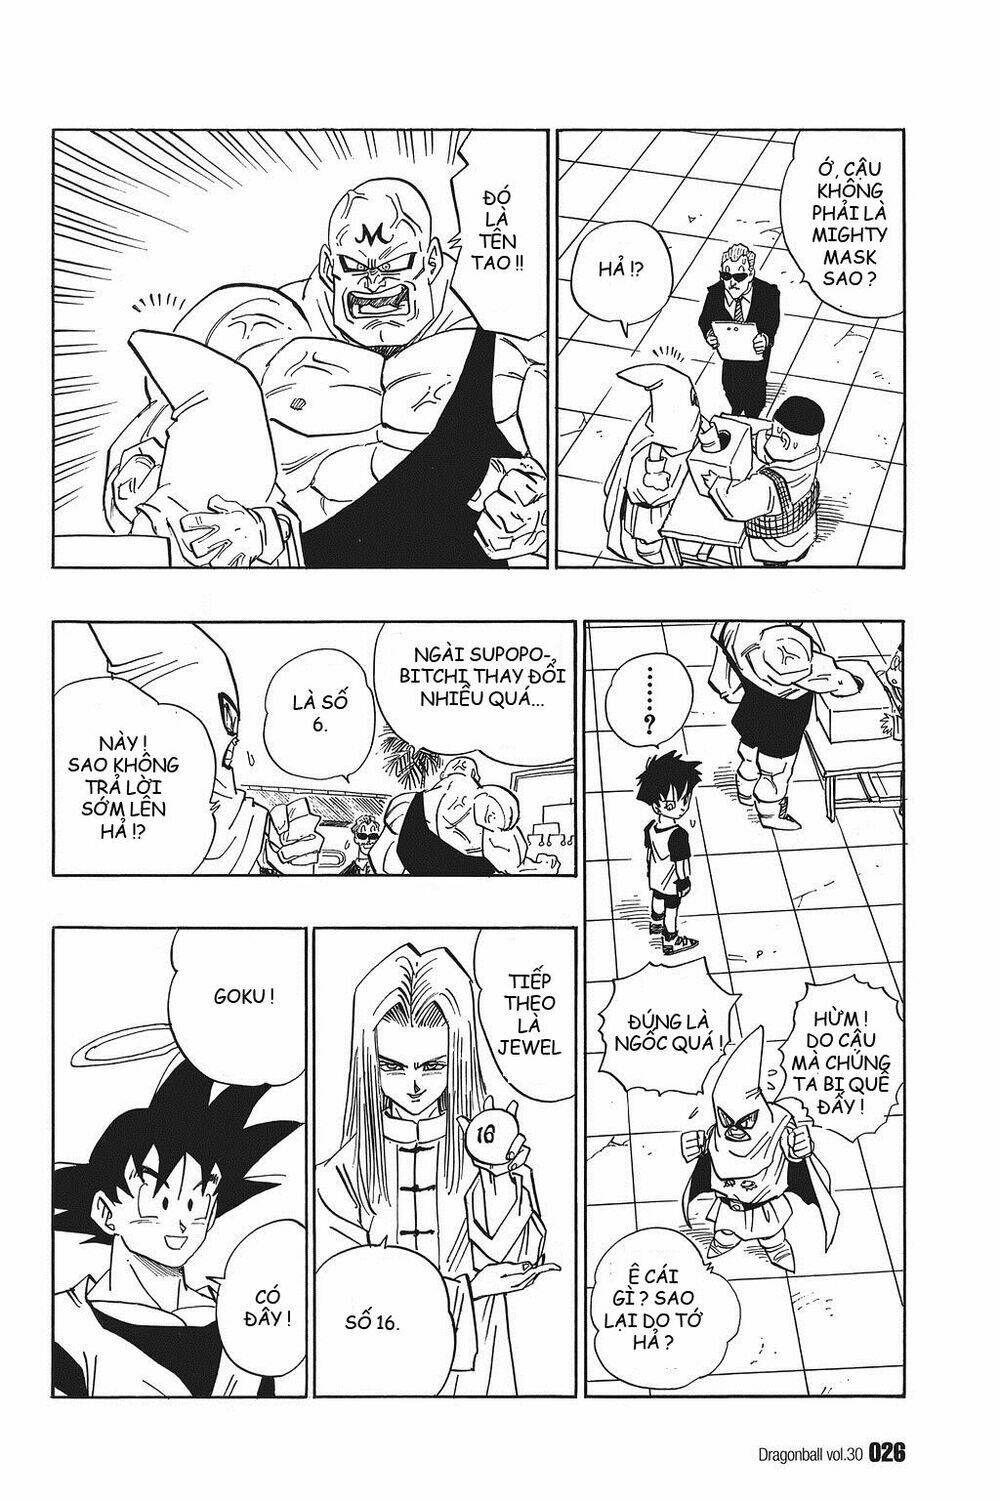 Ớ, CẬU
KHÔNG
PHẢI LÀ
MIGHTY
MASK
SAO ?
HẢ !?
ĐÓ
LÀ
TÊN
TAO !!
M
......?
NGÀI SUPOPO-
BITCHI THAY ĐỔI
NHIỀU QUÁ...
LÀ SỐ
6.
NÀY !
SAO KHÔNG
TRẢ LỜI
SỚM LÊN
HẢ !?
HỪM !
DO CẬU
MÀ CHÚNG
TA BỊ QUÊ
ĐẤY !
ĐÚNG LÀ
NGỐC QUÁ !
Ê CÁI
GÌ ? SAO
LẠI DO TỚ
HẢ ?
TIẾP
THEO
LÀ
JEWEL
16
SỐ 16.
GOKU !
CÓ
ĐÂY !
Dragonball vol.30 026